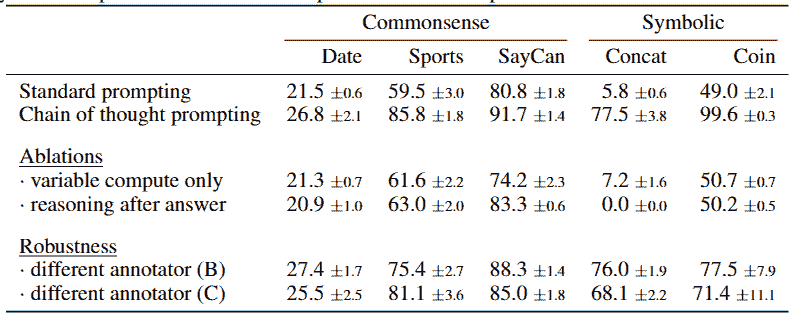 Commonsense Symbolic
Date Sports SayCan Concat Coin
Standard prompting 21.5 ±0.6 59.5 ±3.0 80.8 ±1.8 5.8 ±0.6 49.0 ±2.1
Chain of thought prompting 26.8 ±2.1 85.8 ±1.8 91.7 ±1.4 77.5 ±3.8 99.6 ±0.3
Ablations
· variable compute only 21.3 ±0.7 61.6 ±2.2 74.2 ±2.3 7.2 ±1.6 50.7 ±0.7
· reasoning after answer 20.9 ±1.0 63.0 ±2.0 83.3 ±0.6 0.0 ±0.0 50.2 ±0.5
Robustness
· different annotator (B) 27.4 ±1.7 75.4 ±2.7 88.3 ±1.4 76.0 ±1.9 77.5 ±7.9
· different annotator (C) 25.5 ±2.5 81.1 ±3.6 85.0 ±1.8 68.1 ±2.2 71.4 ±11.1